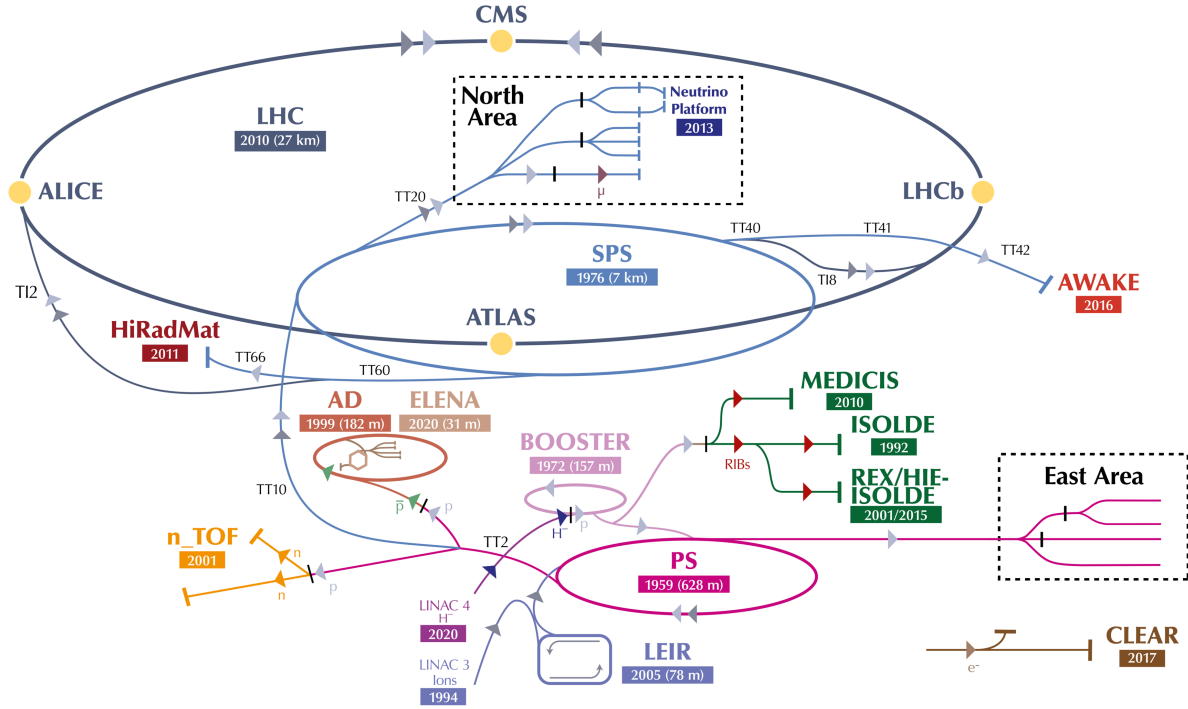 CMS
LHC
2010 (27 km)
North
Area
Neutrino
Platform
2013
μ
ALICE
LHCb
TT20
TT40
TT41
TT42
TI8
SPS
1976 (7 km)
AWAKE
2016
TI2
ATLAS
HiRadMat
2011
TT66
TT60
AD
1999 (182 m)
ELENA
2020 (31 m)
MEDICIS
2010
BOOSTER
1972 (157 m)
ISOLDE
1992
RIBs
REX/HIE-
ISOLDE
2001/2015
East Area
TT10
p̅
p
H⁻
p
TT2
n_TOF
2001
n
n
p
PS
1959 (628 m)
LINAC 4
H⁻
2020
LINAC 3
Ions
1994
LEIR
2005 (78 m)
e⁻
CLEAR
2017